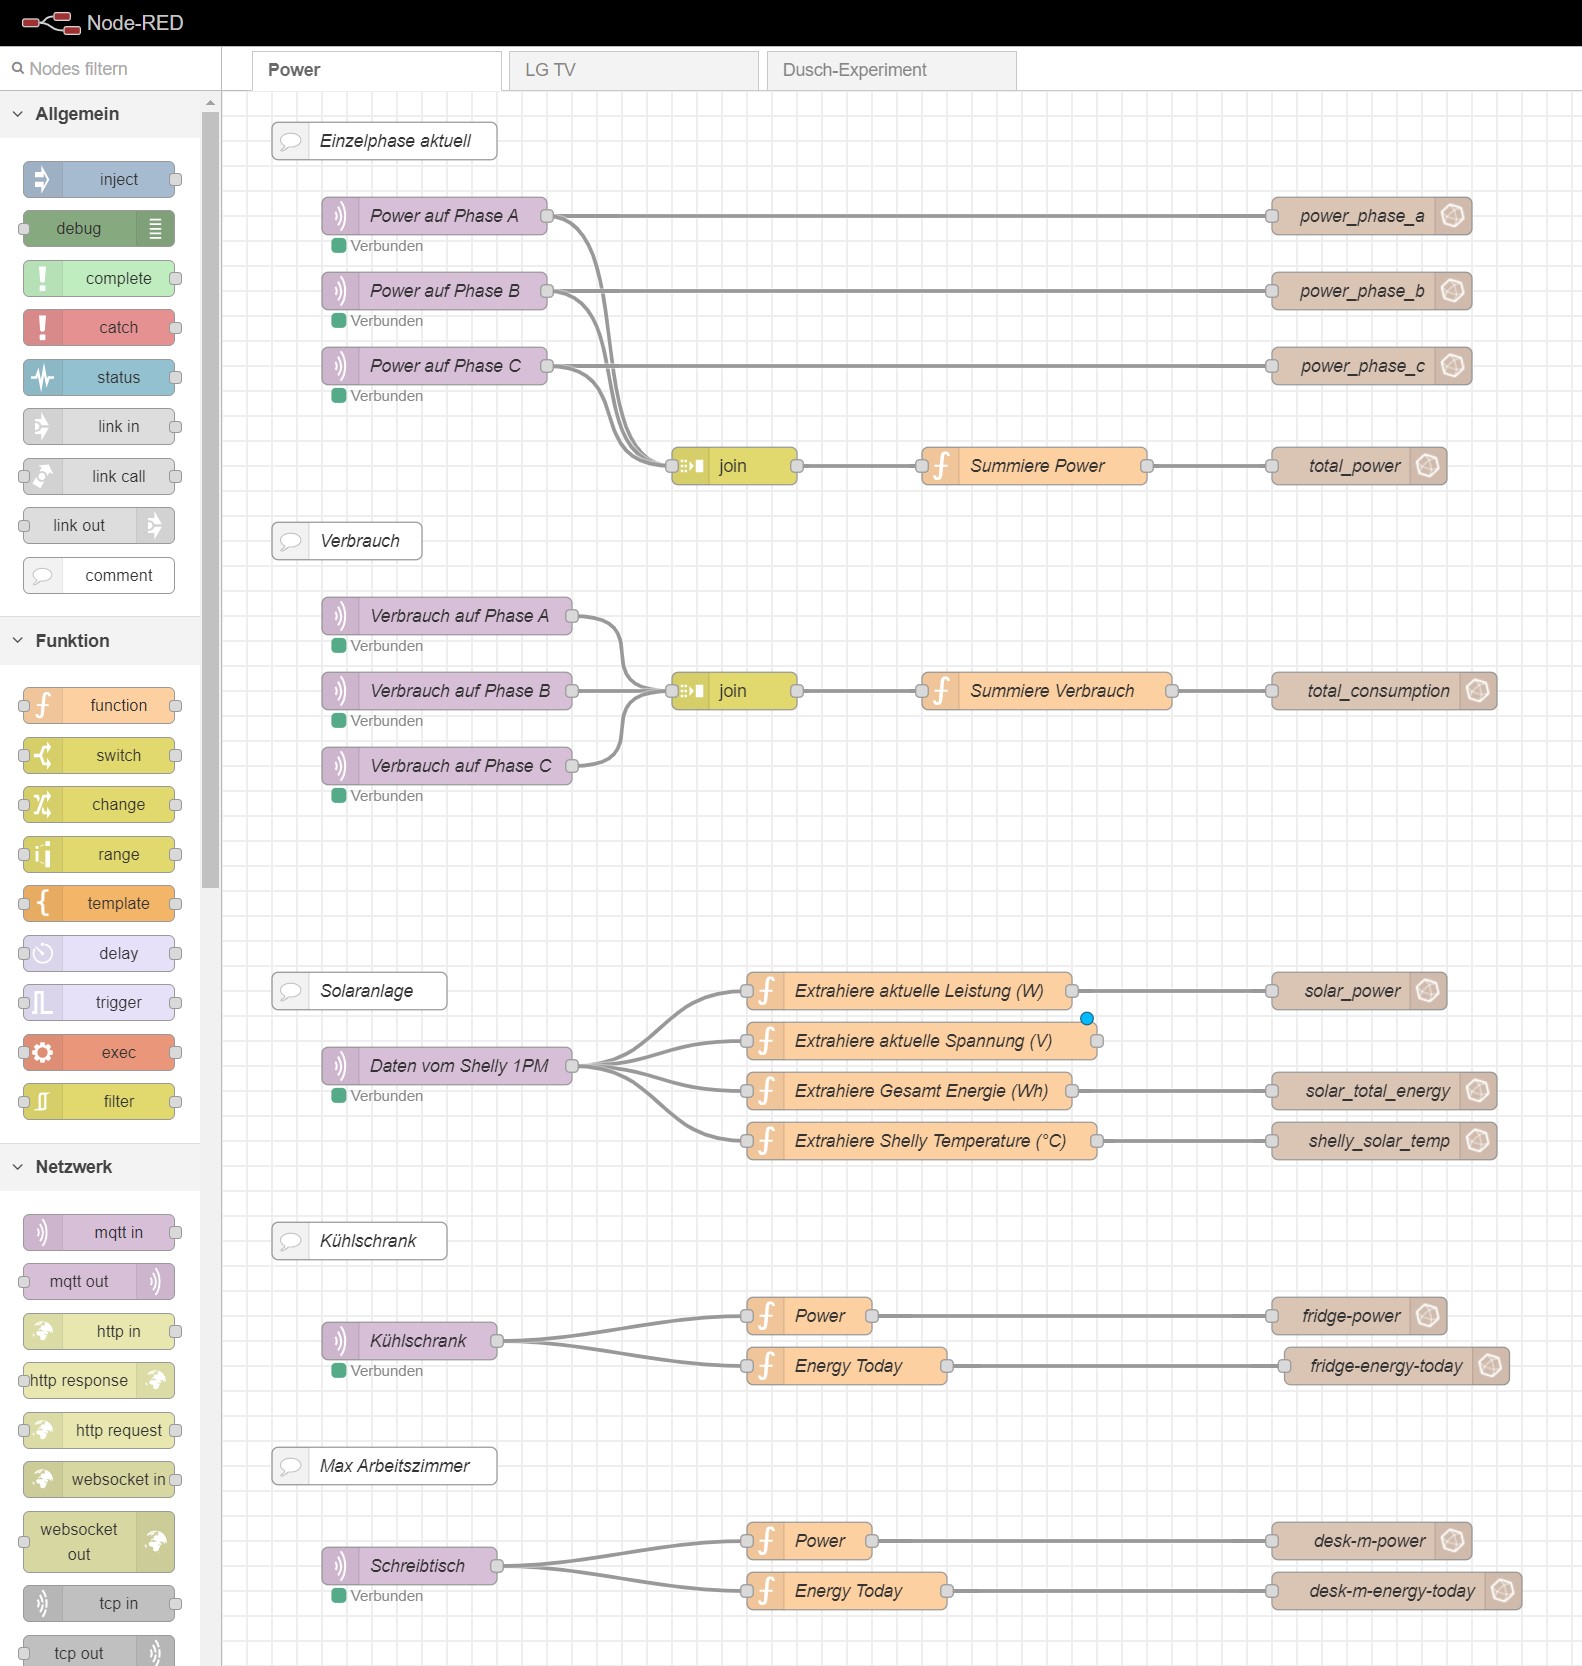 Node-RED
Nodes filtern
Power
LG TV
Dusch-Experiment
Allgemein
inject
debug
complete
catch
status
link in
link call
link out
comment
Funktion
function
switch
change
range
template
delay
trigger
exec
filter
Netzwerk
mqtt in
mqtt out
http in
http response
http request
websocket in
websocket
out
tcp in
tcp out
Einzelphase aktuell
Power auf Phase A
Verbunden
power_phase_a
Power auf Phase B
Verbunden
power_phase_b
Power auf Phase C
Verbunden
power_phase_c
join
Summiere Power
total_power
Verbrauch
Verbrauch auf Phase A
Verbunden
Verbrauch auf Phase B
Verbunden
join
Summiere Verbrauch
total_consumption
Verbrauch auf Phase C
Verbunden
Solaranlage
Extrahiere aktuelle Leistung (W)
solar_power
Extrahiere aktuelle Spannung (V)
Daten vom Shelly 1PM
Verbunden
Extrahiere Gesamt Energie (Wh)
solar_total_energy
Extrahiere Shelly Temperature (°C)
shelly_solar_temp
Kühlschrank
Power
fridge-power
Kühlschrank
Verbunden
Energy Today
fridge-energy-today
Max Arbeitszimmer
Power
desk-m-power
Schreibtisch
Verbunden
Energy Today
desk-m-energy-today